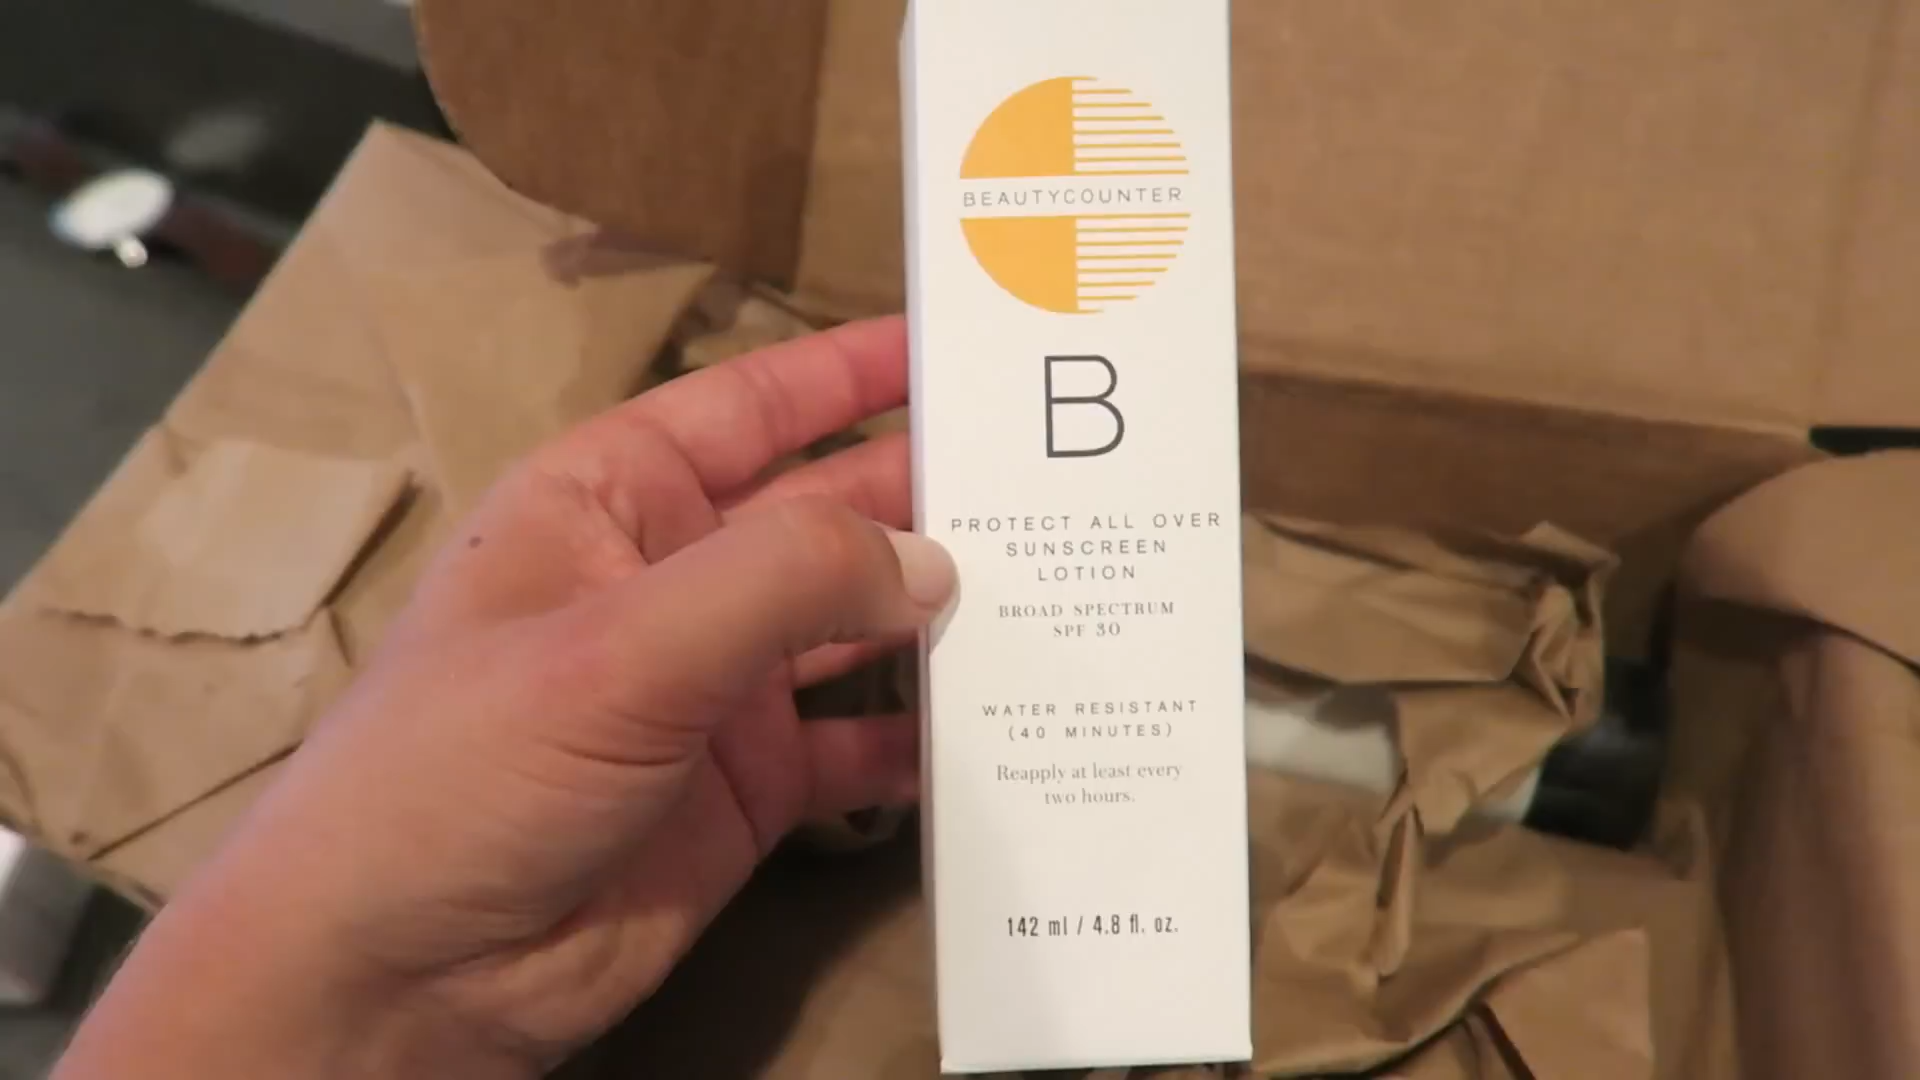 BEAUTYCOUNTER
B
PROTECT ALL OVER
SUNSCREEN
LOTION
BROAD SPECTRUM
SPF 30
WATER RESISTANT
(40 MINUTES)
Reapply at least every
two hours.
142 ml / 4.8 fl. oz.